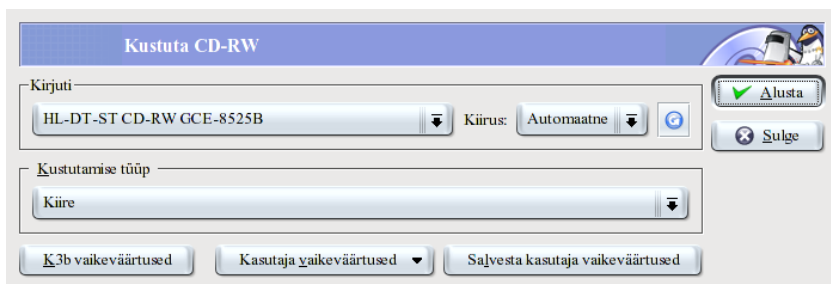 Kustuta CD-RW
Kirjuti
HL-DT-ST CD-RW GCE-8525B
Kiirus: Automaatne
Alusta
Sulge
Kustutamise tüüp
Kiire
K3b vaikeväärtused
Kasutaja vaikeväärtused
Salvesta kasutaja vaikeväärtused